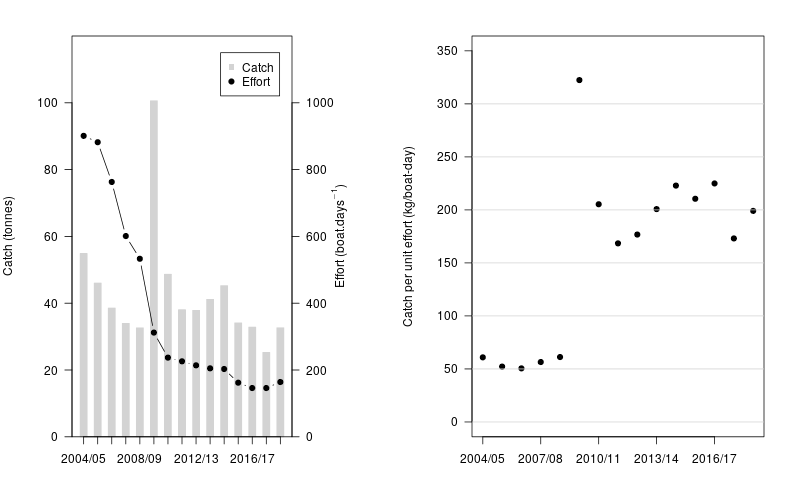 Catch (tonnes)
100
80
60
40
20
0
2004/05 2008/09 2012/13 2016/17
Catch
Effort
1000
800
600
400
200
0
Effort (boat.days⁻¹)
Catch per unit effort (kg/boat-day)
350
300
250
200
150
100
50
0
2004/05 2007/08 2010/11 2013/14 2016/17